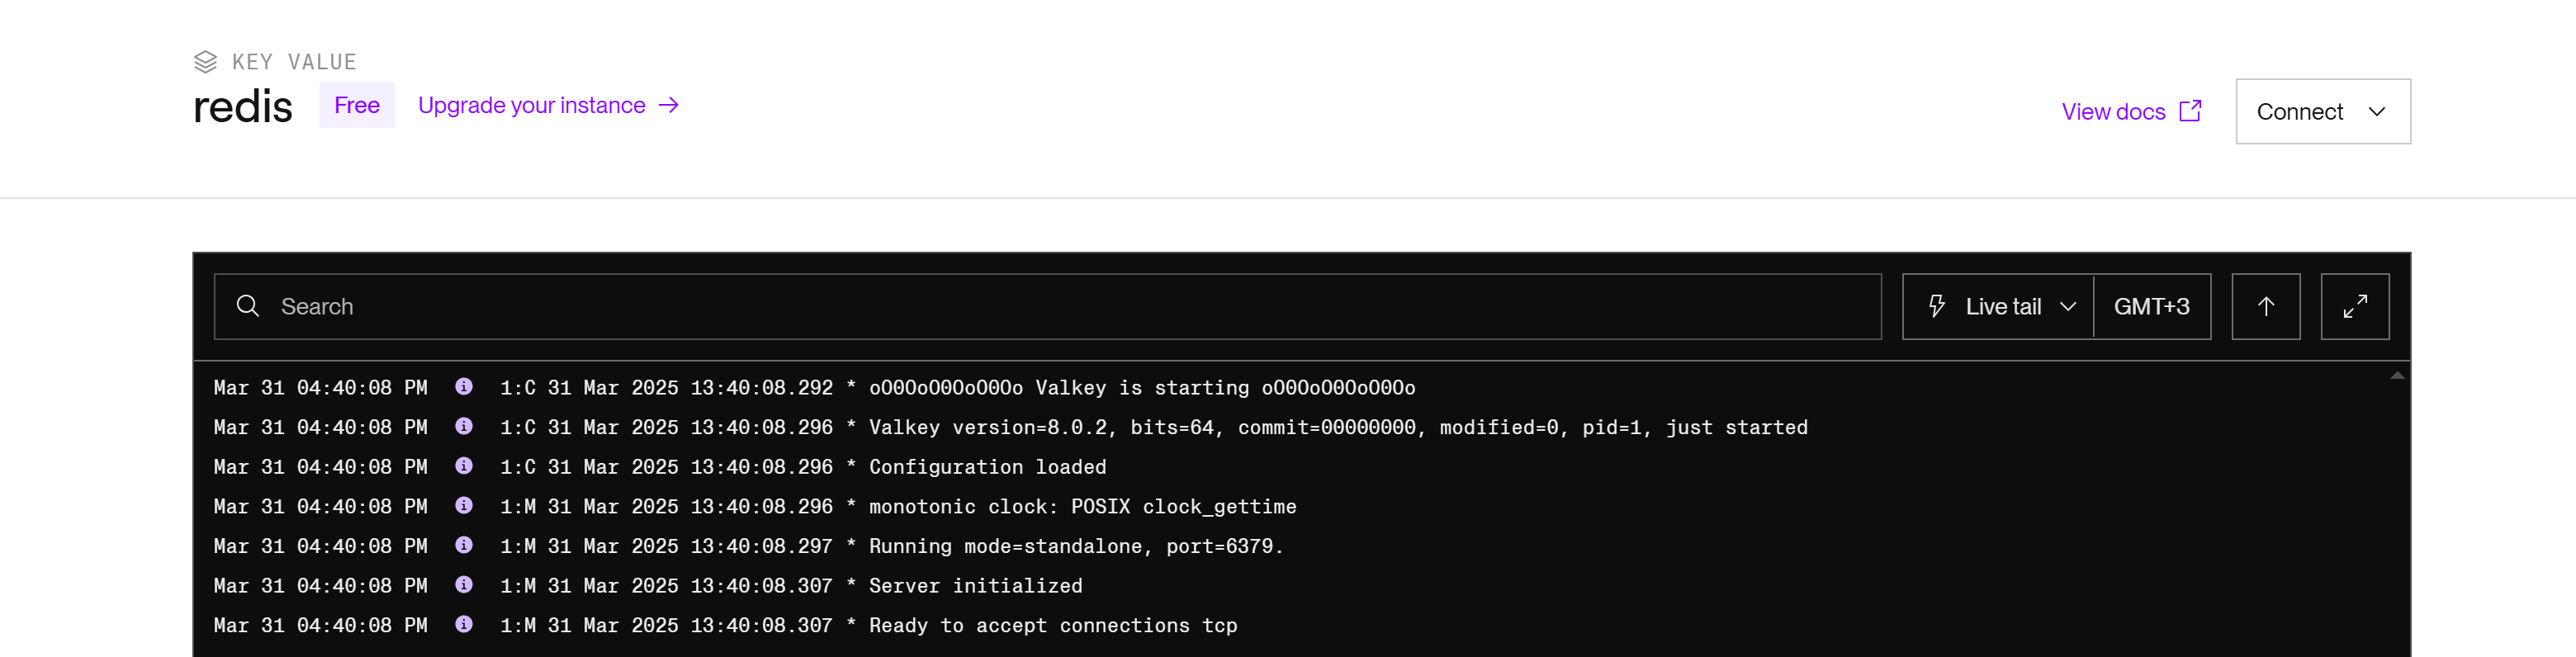 KEY VALUE
redis Free Upgrade your instance
View docs Connect
Search Live tail GMT+3
Mar 31 04:40:08 PM 1:C 31 Mar 2025 13:40:08.292 * oO0OoO0OoO0Oo Valkey is starting oO0OoO0OoO0Oo
Mar 31 04:40:08 PM 1:C 31 Mar 2025 13:40:08.296 * Valkey version=8.0.2, bits=64, commit=00000000, modified=0, pid=1, just started
Mar 31 04:40:08 PM 1:C 31 Mar 2025 13:40:08.296 * Configuration loaded
Mar 31 04:40:08 PM 1:M 31 Mar 2025 13:40:08.296 * monotonic clock: POSIX clock_gettime
Mar 31 04:40:08 PM 1:M 31 Mar 2025 13:40:08.297 * Running mode=standalone, port=6379.
Mar 31 04:40:08 PM 1:M 31 Mar 2025 13:40:08.307 * Server initialized
Mar 31 04:40:08 PM 1:M 31 Mar 2025 13:40:08.307 * Ready to accept connections tcp